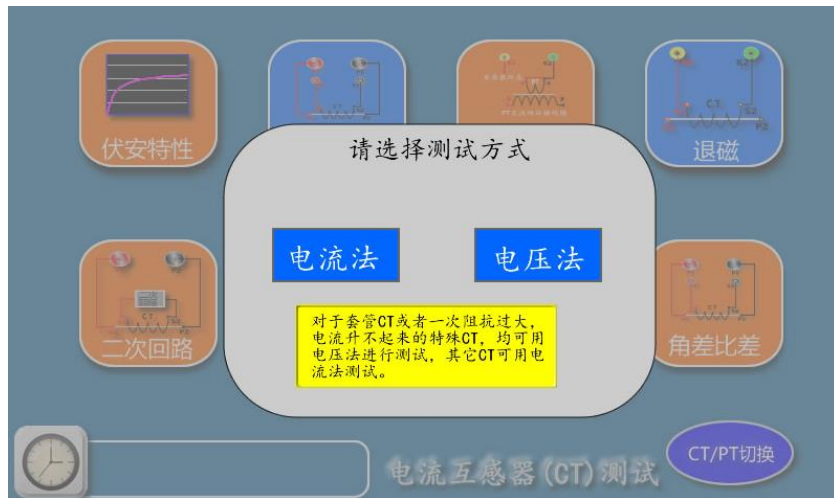 伏安特性
退磁
请选择测试方式
电流法
电压法
对于套管CT或者一次阻抗过大，
电流升不起来的特殊CT，均可用
电压法进行测试，其它CT可用电
流法测试。
二次回路
角差比差
电流互感器(CT)测试
CT/PT切换